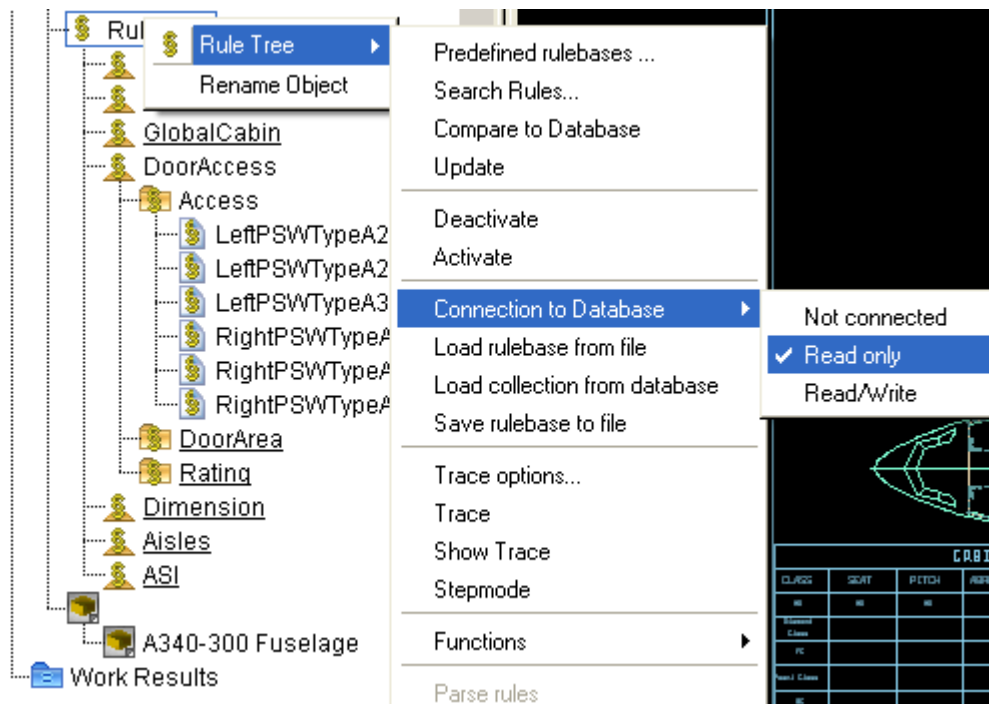 Rul
Rule Tree
Rename Object
GlobalCabin
DoorAccess
Access
LeftPSWTypeA2
LeftPSWTypeA2
LeftPSWTypeA3
RightPSWTypeA
RightPSWTypeA
RightPSWTypeA
DoorArea
Rating
Dimension
Aisles
ASI
A340-300 Fuselage
Work Results
Predefined rulebases ...
Search Rules...
Compare to Database
Update
Deactivate
Activate
Connection to Database
Load rulebase from file
Load collection from database
Save rulebase to file
Trace options...
Trace
Show Trace
Stepmode
Functions
Parse rules
Not connected
Read only
Read/Write
CABI
CLASS SEAT PITCH